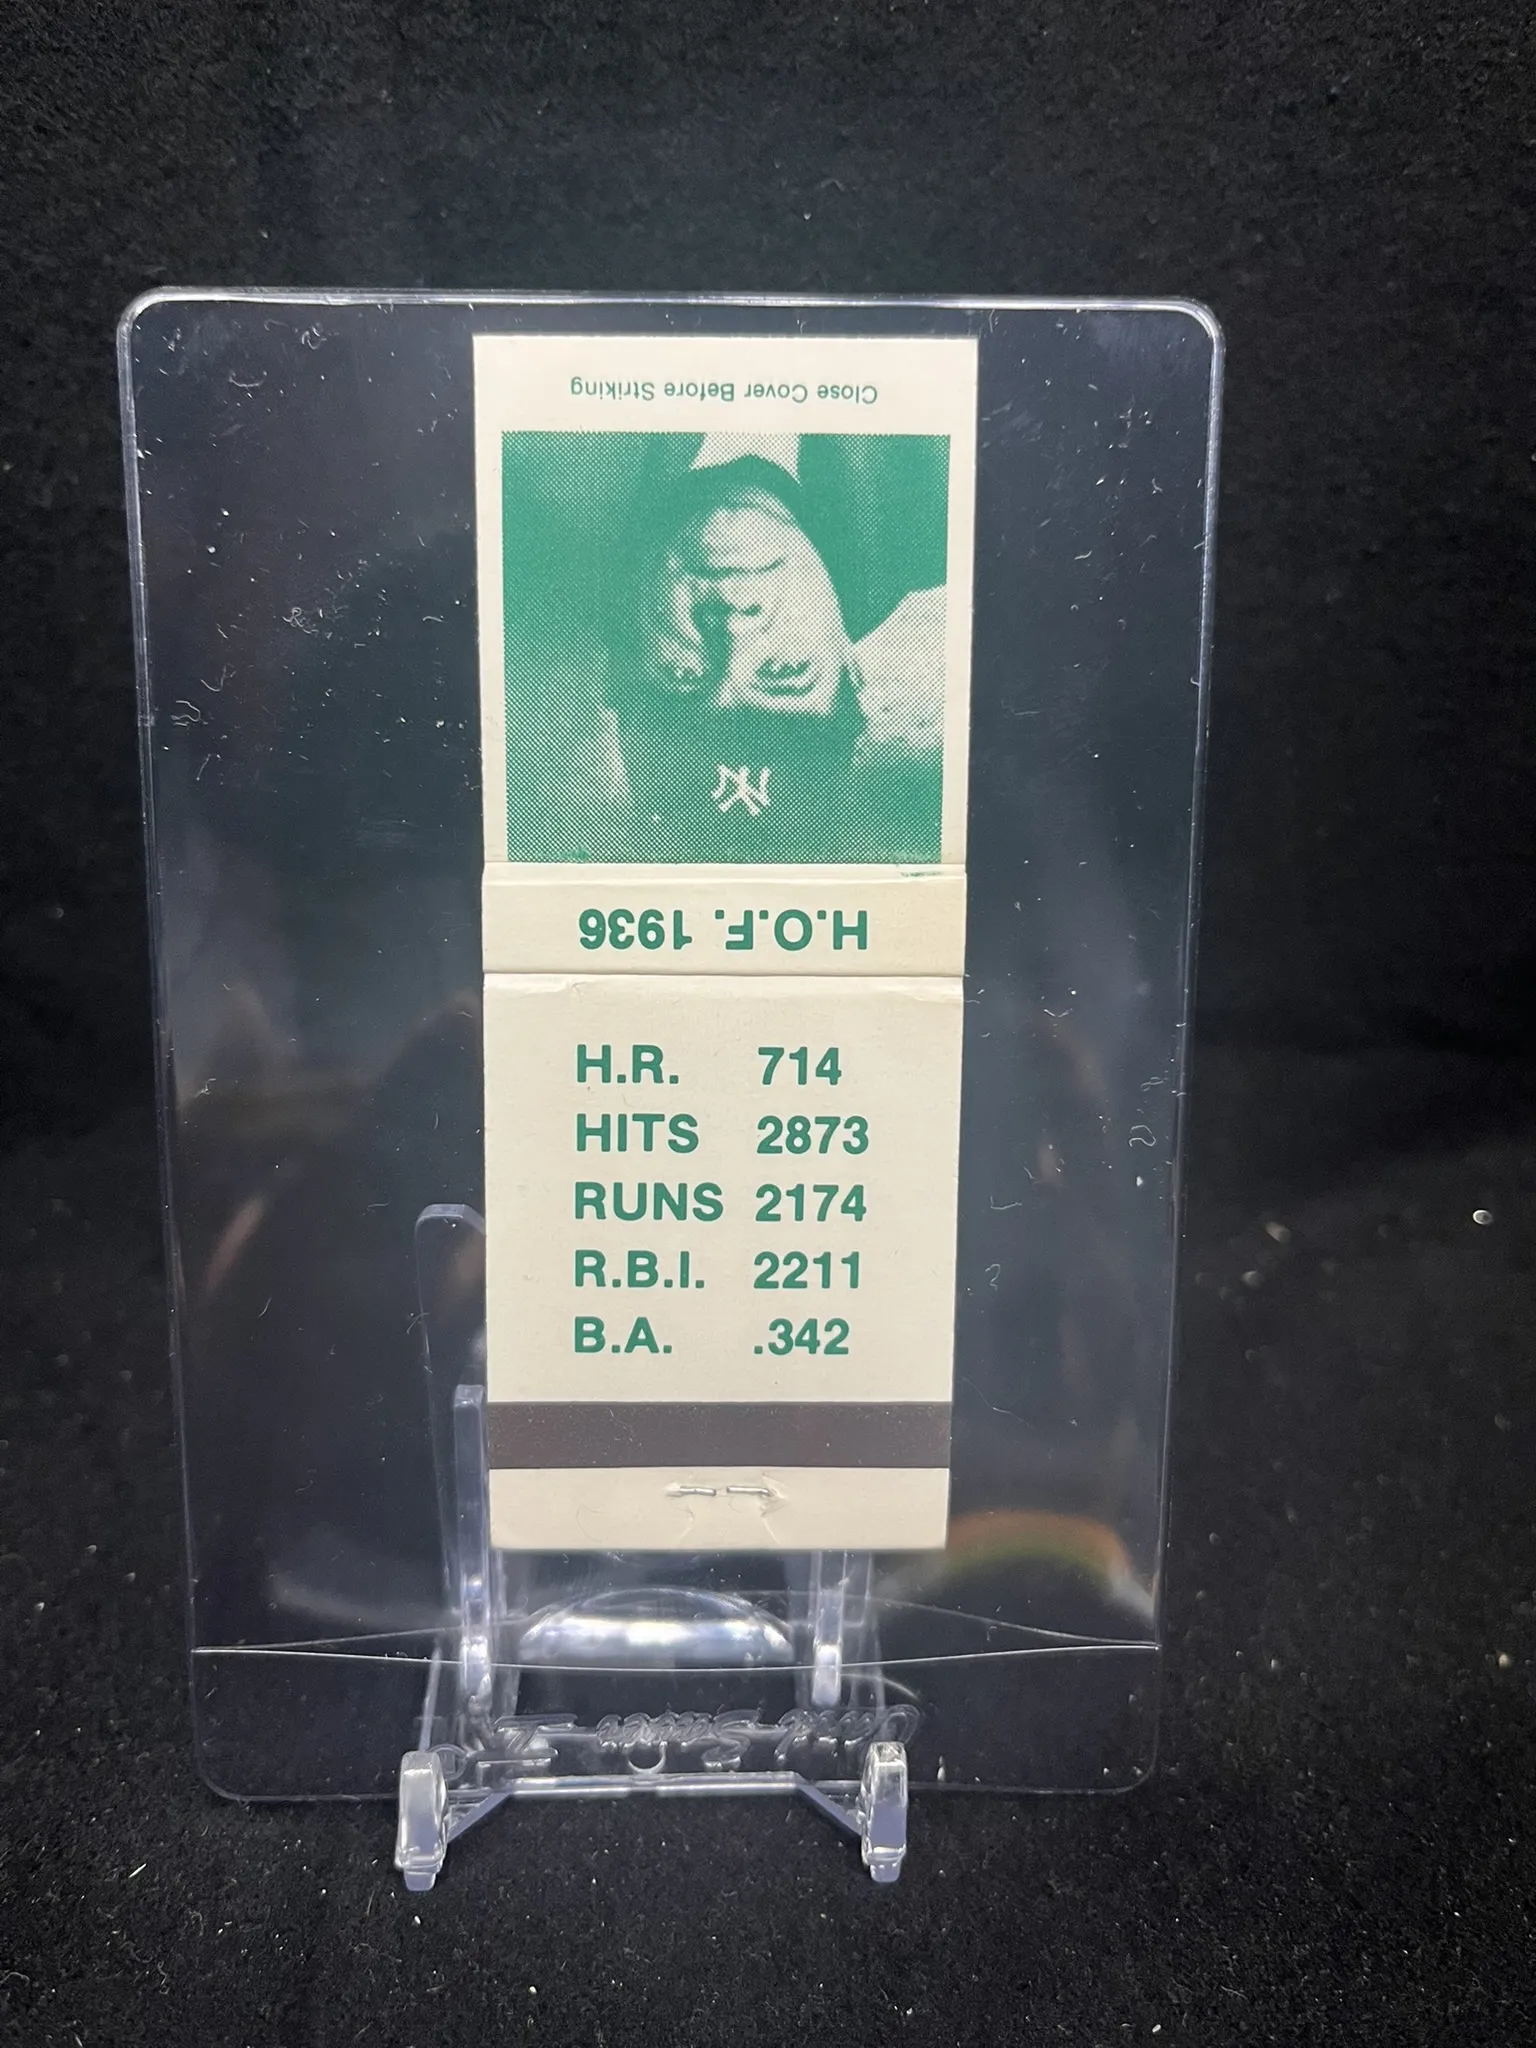 Close Cover Before Striking
NY
H.O.F. 1936
H.R. 714
HITS 2873
RUNS 2174
R.B.I. 2211
B.A. .342